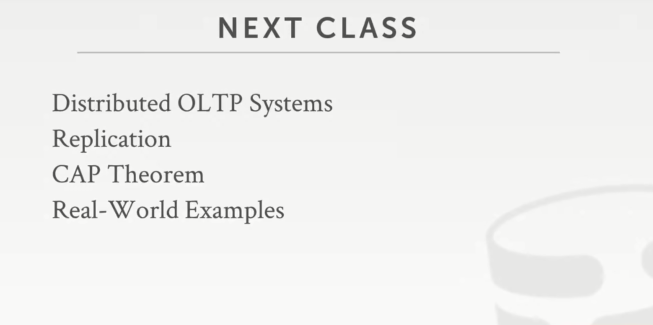 NEXT CLASS
Distributed OLTP Systems
Replication
CAP Theorem
Real-World Examples